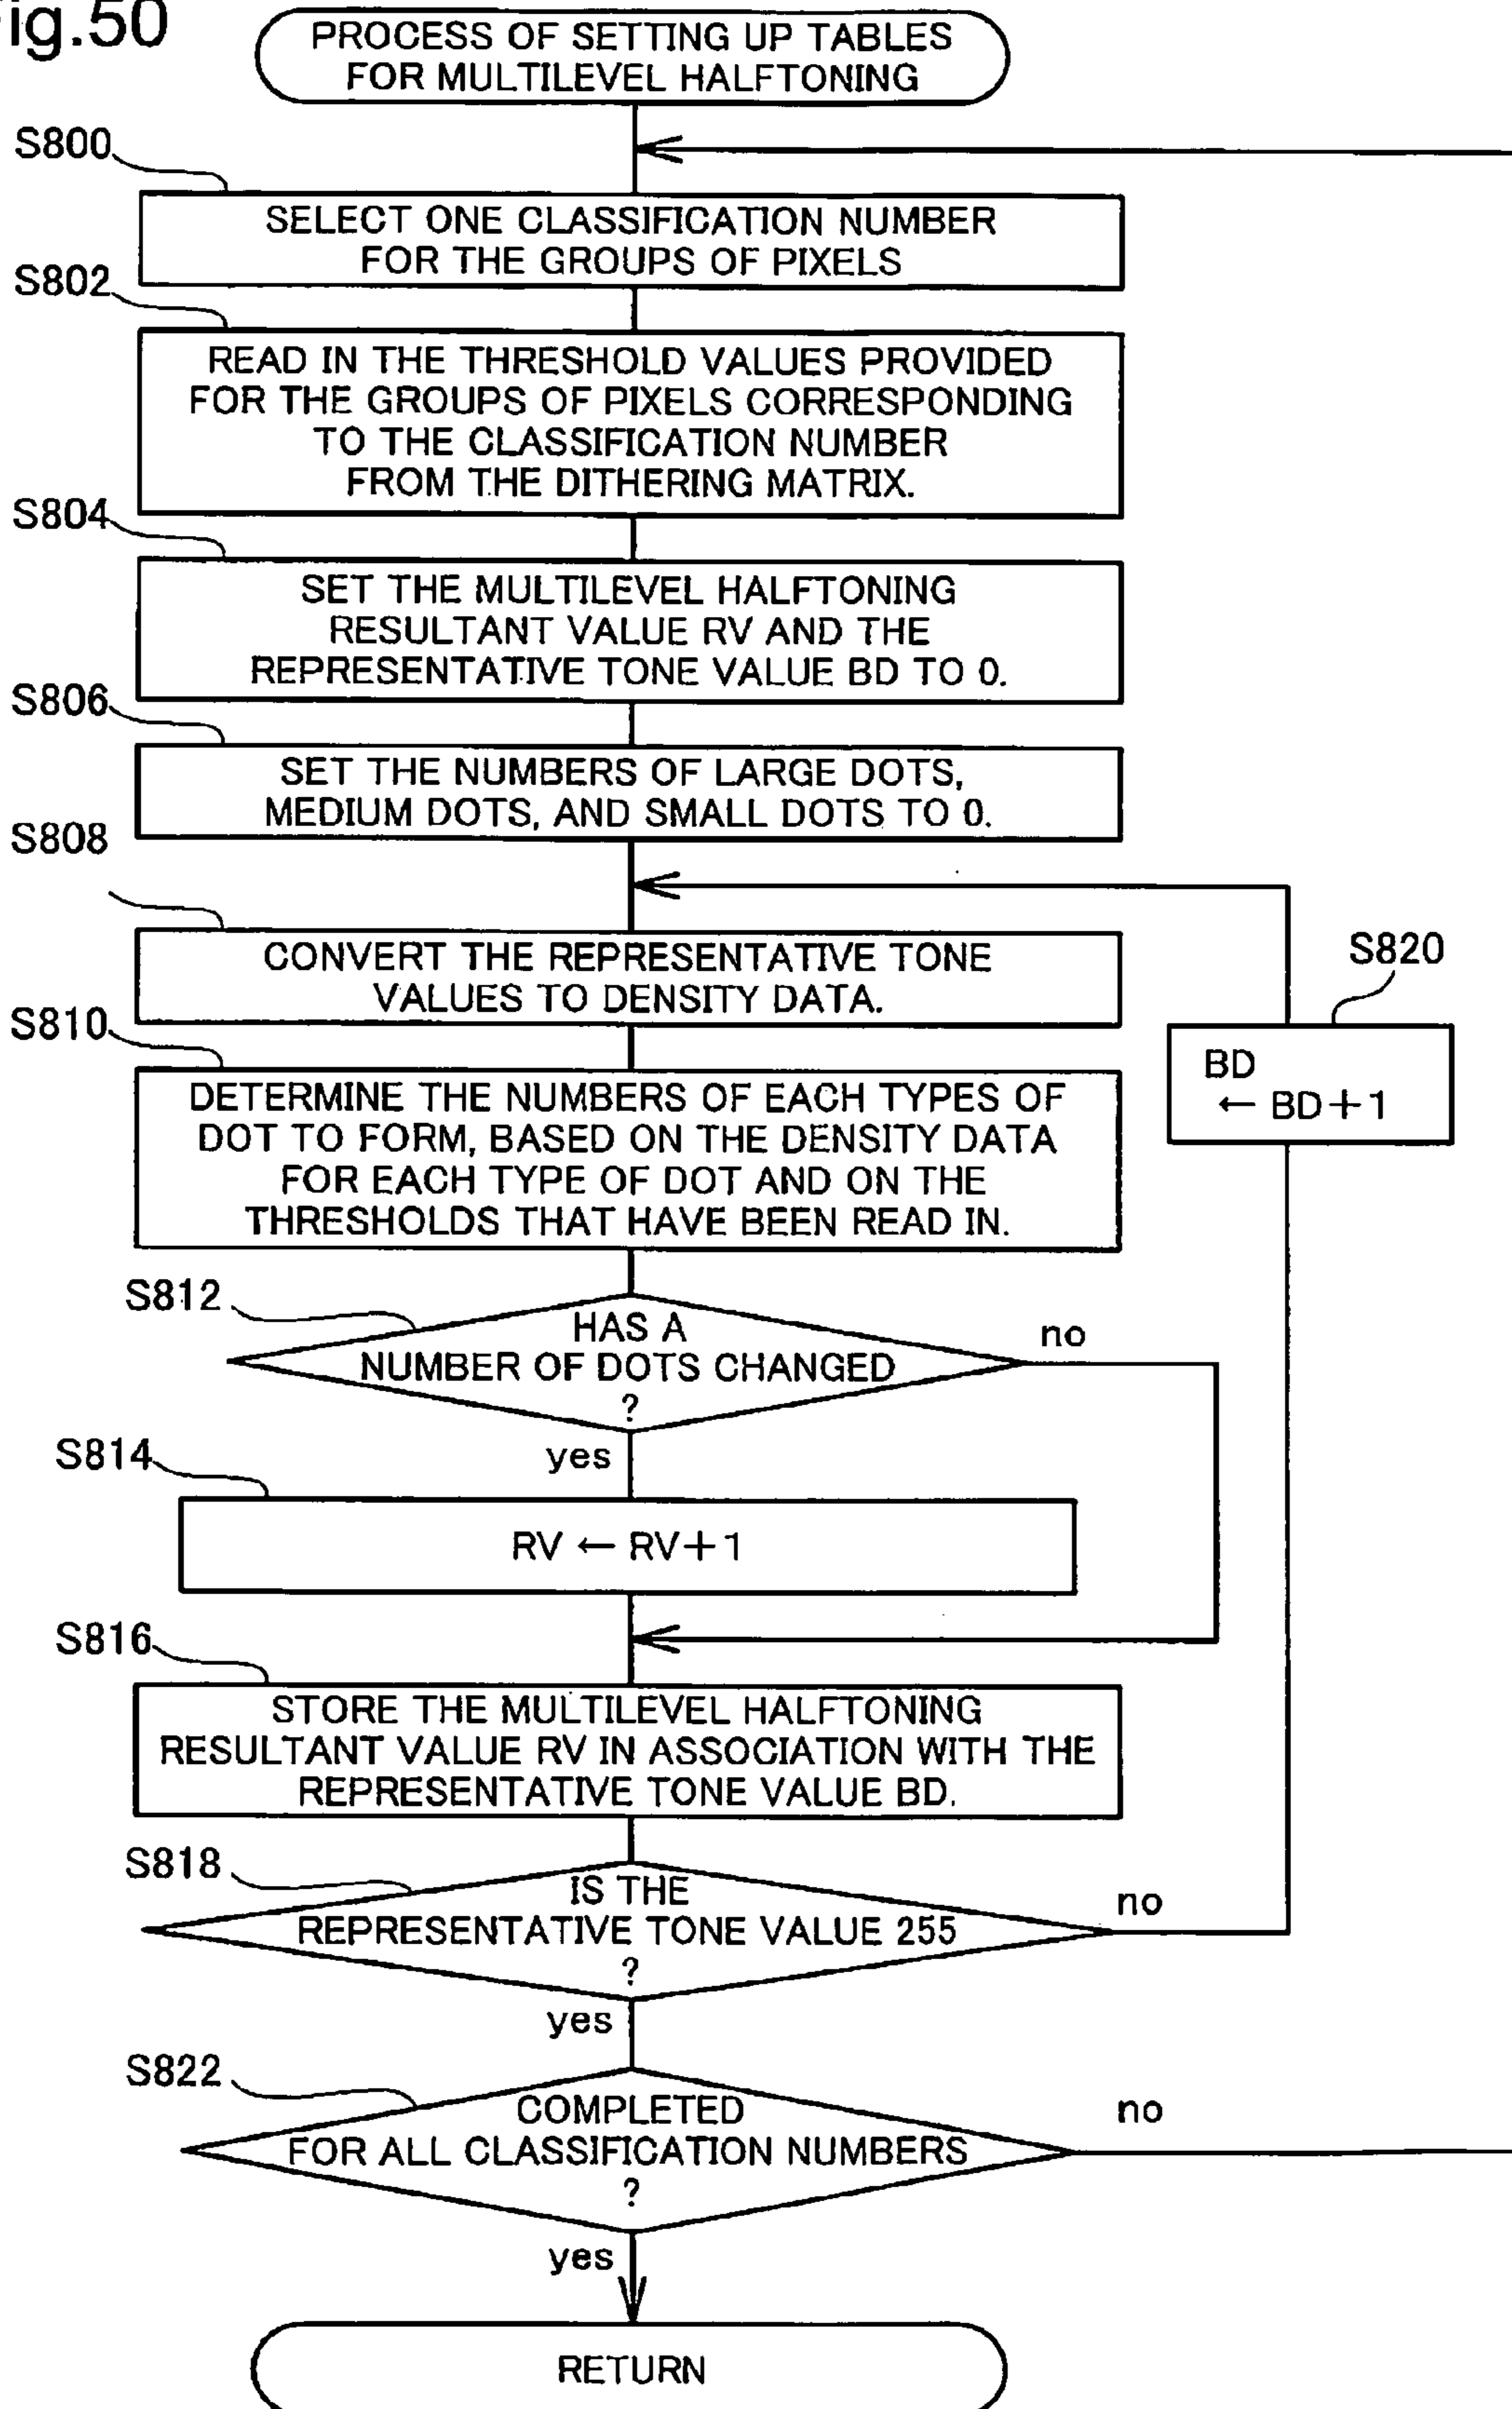 Fig.50
PROCESS OF SETTING UP TABLES
FOR MULTILEVEL HALFTONING
S800
SELECT ONE CLASSIFICATION NUMBER
FOR THE GROUPS OF PIXELS
S802
READ IN THE THRESHOLD VALUES PROVIDED
FOR THE GROUPS OF PIXELS CORRESPONDING
TO THE CLASSIFICATION NUMBER
FROM THE DITHERING MATRIX.
S804
SET THE MULTILEVEL HALFTONING
RESULTANT VALUE RV AND THE
REPRESENTATIVE TONE VALUE BD TO 0.
S806
SET THE NUMBERS OF LARGE DOTS,
MEDIUM DOTS, AND SMALL DOTS TO 0.
S808
CONVERT THE REPRESENTATIVE TONE
VALUES TO DENSITY DATA.
S820
BD
← BD+1
S810
DETERMINE THE NUMBERS OF EACH TYPES OF
DOT TO FORM, BASED ON THE DENSITY DATA
FOR EACH TYPE OF DOT AND ON THE
THRESHOLDS THAT HAVE BEEN READ IN.
S812
HAS A
NUMBER OF DOTS CHANGED
?
no
yes
S814
RV ← RV+1
S816
STORE THE MULTILEVEL HALFTONING
RESULTANT VALUE RV IN ASSOCIATION WITH THE
REPRESENTATIVE TONE VALUE BD.
S818
IS THE
REPRESENTATIVE TONE VALUE 255
?
no
yes
S822
COMPLETED
FOR ALL CLASSIFICATION NUMBERS
?
no
yes
RETURN